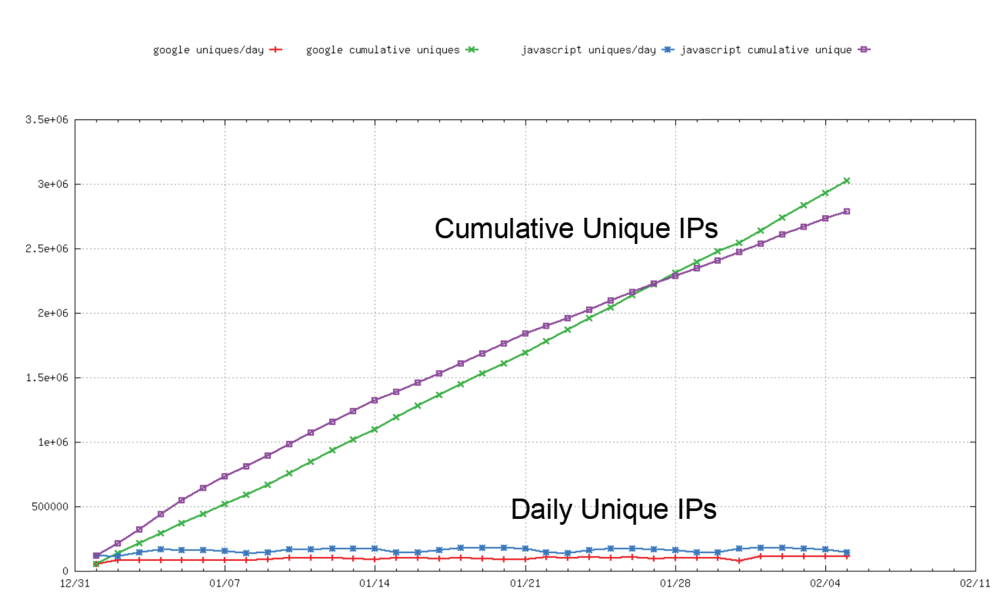 google uniques/day google cumulative uniques javascript uniques/day javascript cumulative unique
3.5e+06
3e+06
Cumulative Unique IPs
2.5e+06
2e+06
1.5e+06
1e+06
500000
Daily Unique IPs
0
12/31 01/07 01/14 01/21 01/28 02/04 02/11